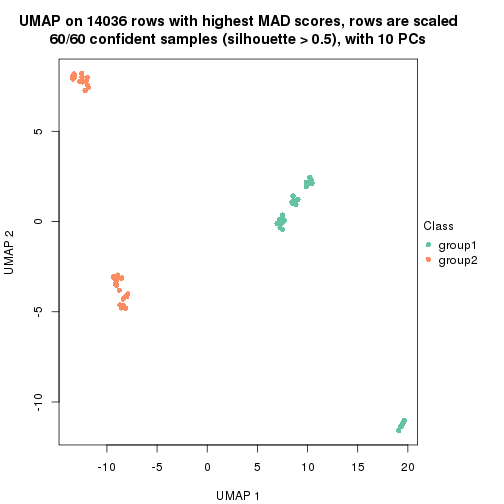 UMAP on 14036 rows with highest MAD scores, rows are scaled
60/60 confident samples (silhouette > 0.5), with 10 PCs
5
0
-5
-10
UMAP 2
Class
group1
group2
-10 -5 0 5 10 15 20
UMAP 1